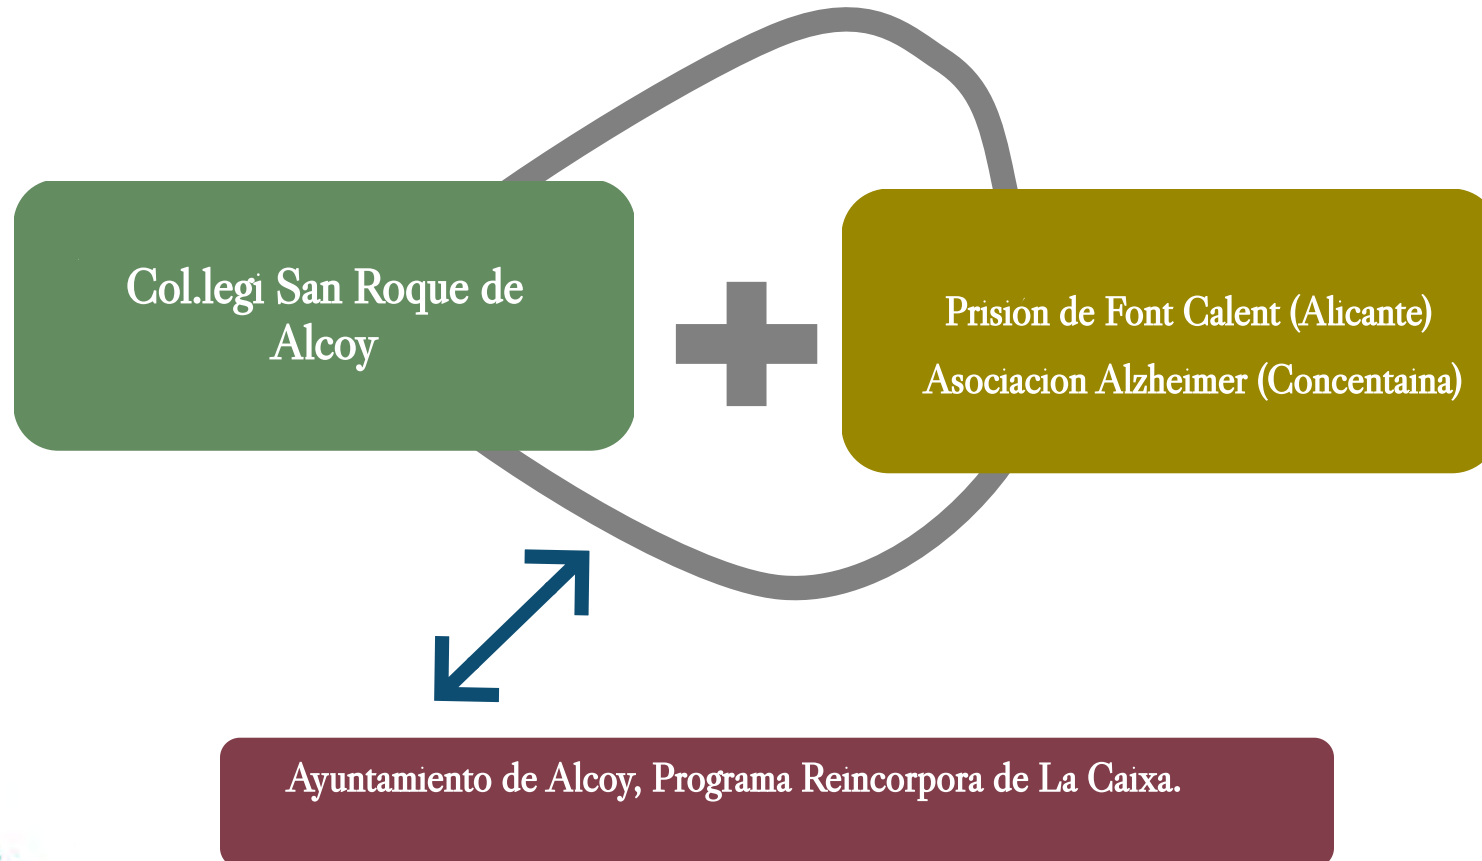 Col.legi San Roque de
Alcoy
Prisión de Font Calent (Alicante)
Asociacion Alzheimer (Concentaina)
Ayuntamiento de Alcoy, Programa Reincorpora de La Caixa.